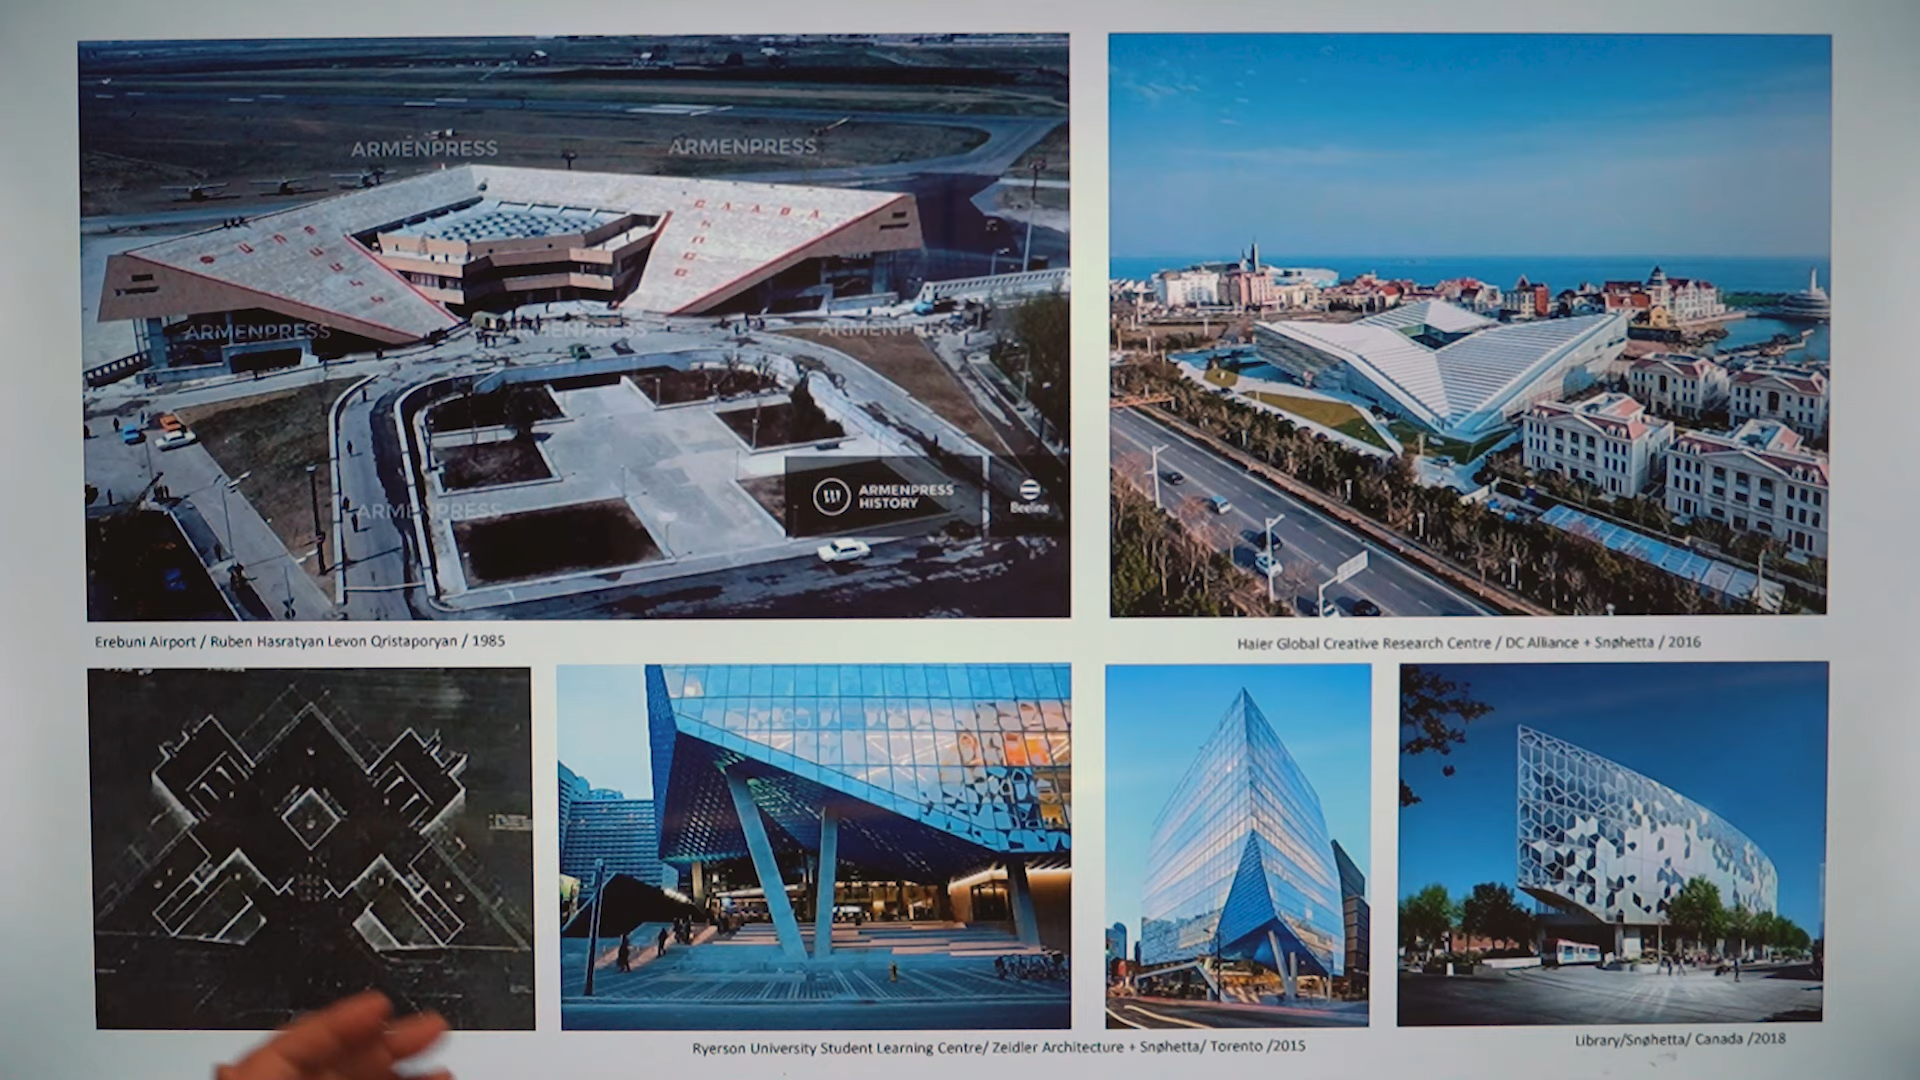 ARMENPRESS ARMENPRESS
СЛАВА
КПСС
ARMENPRESS ARMENPRESS ARMENPRESS
ARMENPRESS
HISTORY
Beeline
ARMENPRESS
Erebuni Airport / Ruben Hasratyan Levon Qristaporyan / 1985
Haier Global Creative Research Centre / DC Alliance + Snøhetta / 2016
Ryerson University Student Learning Centre/ Zeidler Architecture + Snøhetta/ Torento /2015
Library/Snøhetta/ Canada /2018